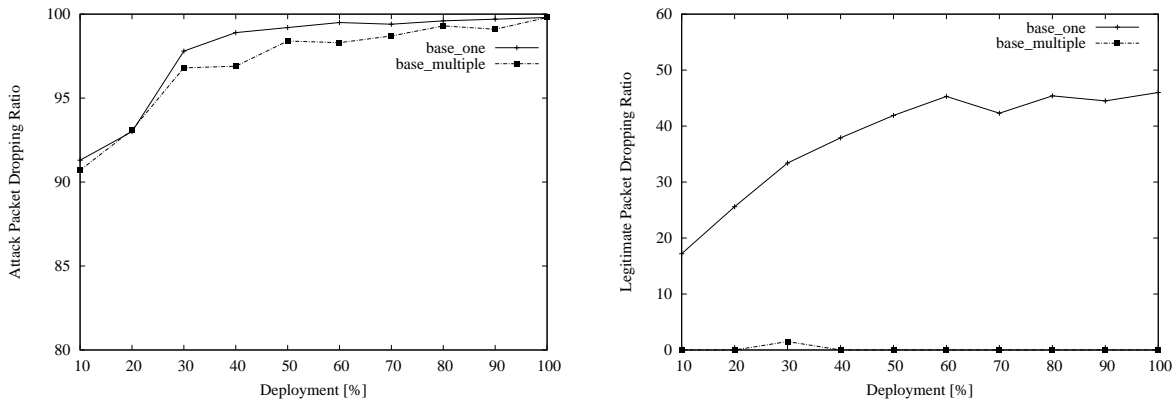 100
95
90
85
80
Attack Packet Dropping Ratio
base_one
base_multiple
10 20 30 40 50 60 70 80 90 100
Deployment [%]
60
50
40
30
20
10
0
Legitimate Packet Dropping Ratio
base_one
base_multiple
10 20 30 40 50 60 70 80 90 100
Deployment [%]